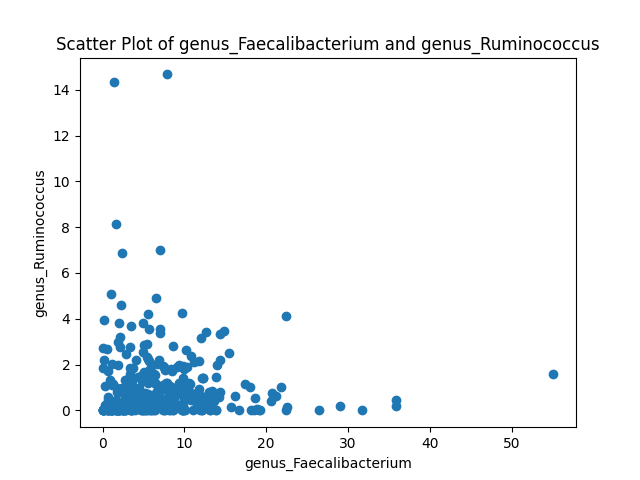 Scatter Plot of genus_Faecalibacterium and genus_Ruminococcus
14
12
10
8
6
4
2
0
genus_Ruminococcus
0 10 20 30 40 50
genus_Faecalibacterium